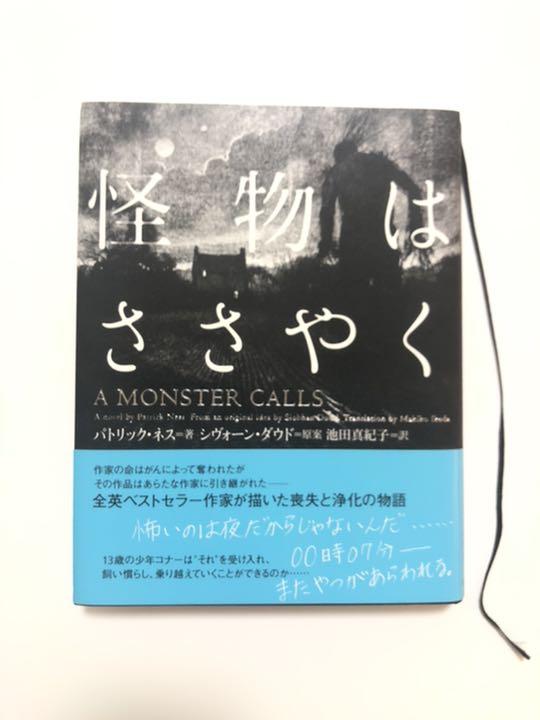 怪物は
ささやく
A MONSTER CALLS
A novel by Patrick Ness From an original idea by Siobhan Dowd Translation by Makiko Ikeda
パトリック・ネス=著 シヴォーン・ダウド=原案 池田真紀子=訳
作家の命はがんによって奪われたが
その作品はあらたな作家に引き継がれた――
全英ベストセラー作家が描いた喪失と浄化の物語
怖いのは夜だからじゃないんだ……
00時07分――
またやつがあらわれる。
13歳の少年コナーは“それ”を受け入れ、
飼い慣らし、乗り越えていくことができるのか……